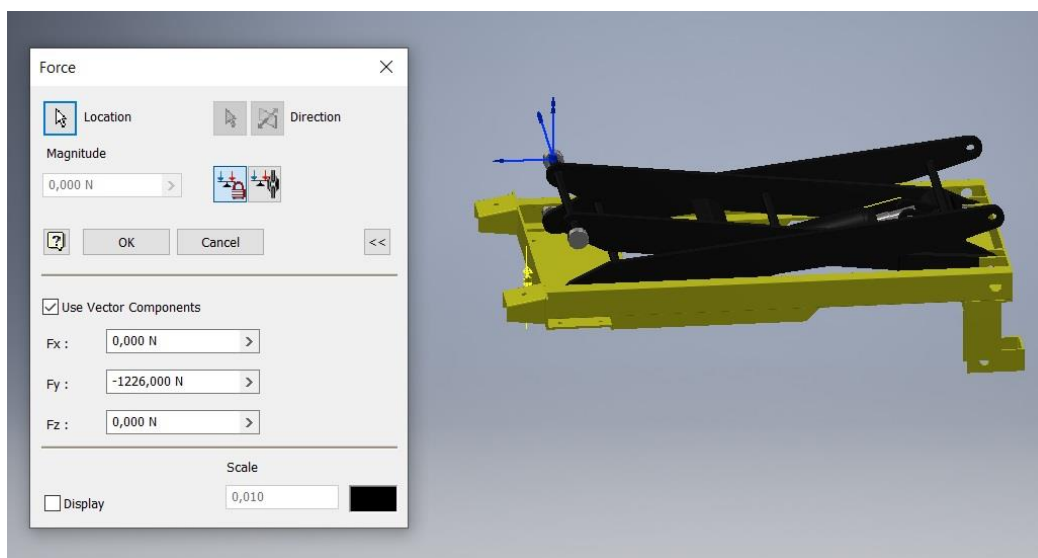 Force
Location Direction
Magnitude
0,000 N >
OK Cancel <<
Use Vector Components
Fx : 0,000 N >
Fy : -1226,000 N >
Fz : 0,000 N >
Scale
Display 0,010